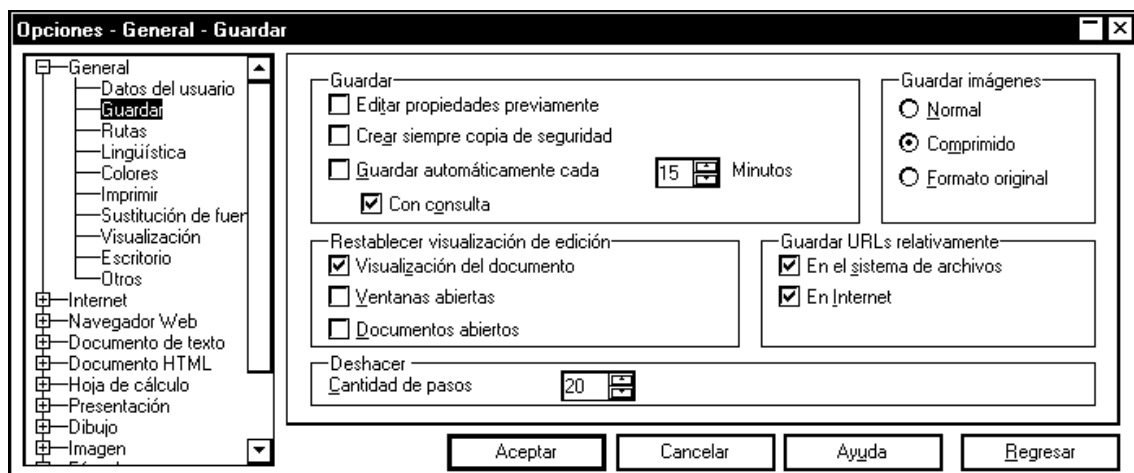 Opciones - General - Guardar
General
Datos del usuario
Guardar
Rutas
Lingüística
Colores
Imprimir
Sustitución de fuer
Visualización
Escritorio
Otros
Internet
Navegador Web
Documento de texto
Documento HTML
Hoja de cálculo
Presentación
Dibujo
Imagen
Guardar
Editar propiedades previamente
Crear siempre copia de seguridad
Guardar automáticamente cada 15 Minutos
Con consulta
Guardar imágenes
Normal
Comprimido
Formato original
Restablecer visualización de edición
Visualización del documento
Ventanas abiertas
Documentos abiertos
Guardar URLs relativamente
En el sistema de archivos
En Internet
Deshacer
Cantidad de pasos 20
Aceptar Cancelar Ayuda Regresar